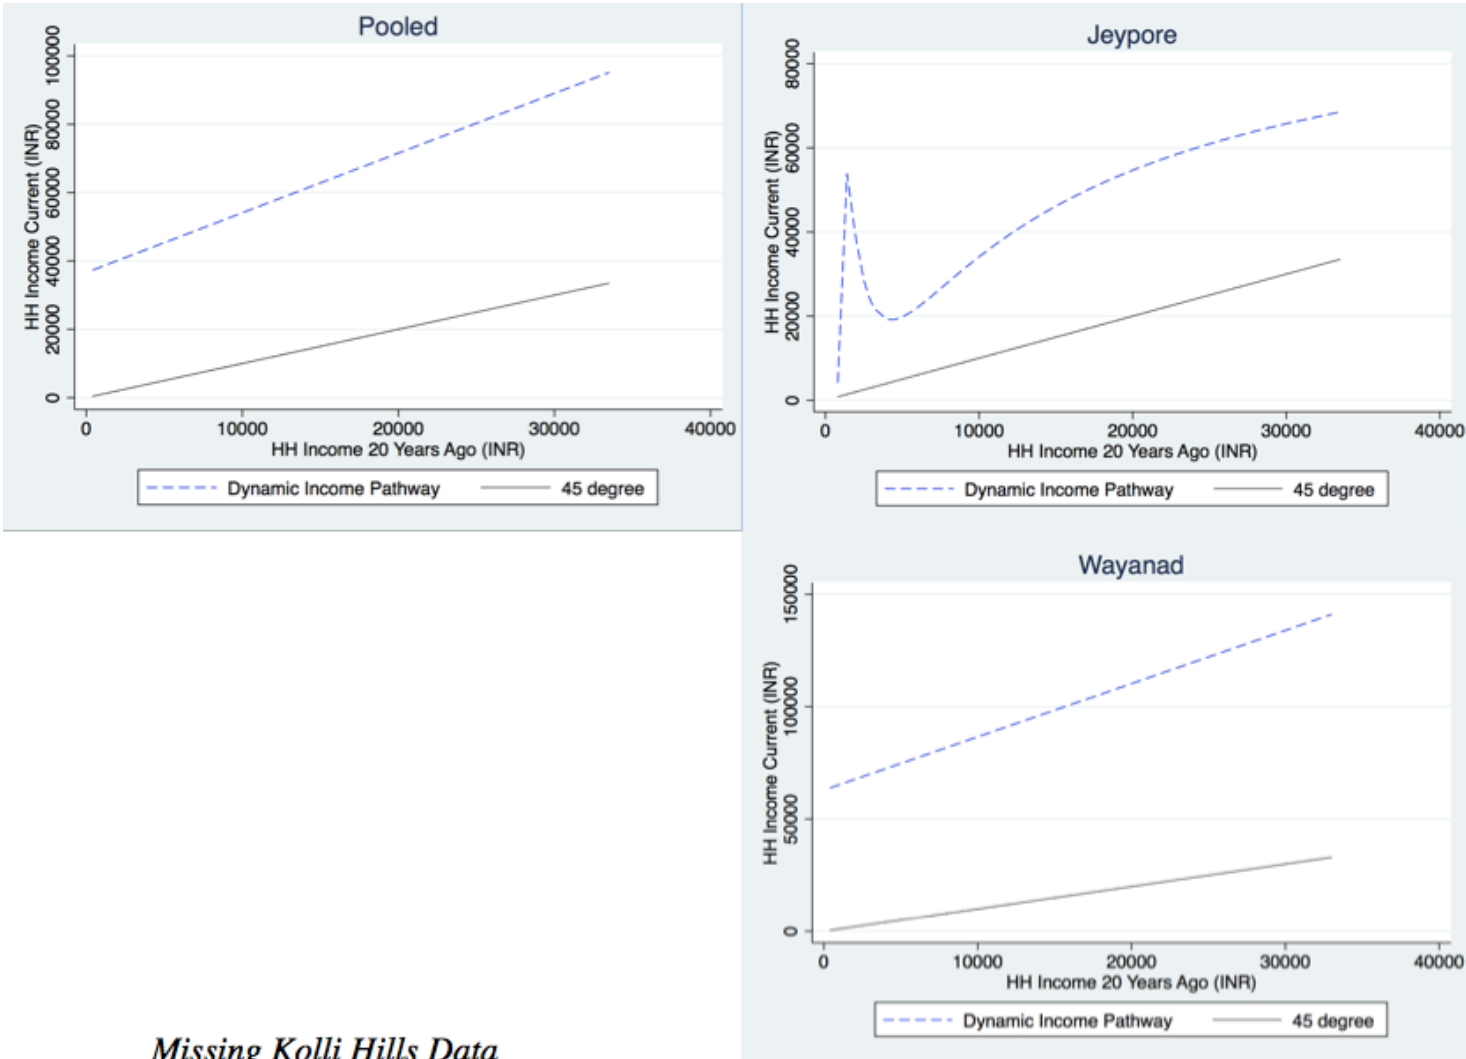 Pooled
HH Income Current (INR)
100000
80000
60000
40000
20000
0
0 10000 20000 30000 40000
HH Income 20 Years Ago (INR)
Dynamic Income Pathway 45 degree
Jeypore
HH Income Current (INR)
80000
60000
40000
20000
0
0 10000 20000 30000 40000
HH Income 20 Years Ago (INR)
Dynamic Income Pathway 45 degree
Missing Kolli Hills Data
Wayanad
HH Income Current (INR)
150000
100000
50000
0
0 10000 20000 30000 40000
HH Income 20 Years Ago (INR)
Dynamic Income Pathway 45 degree